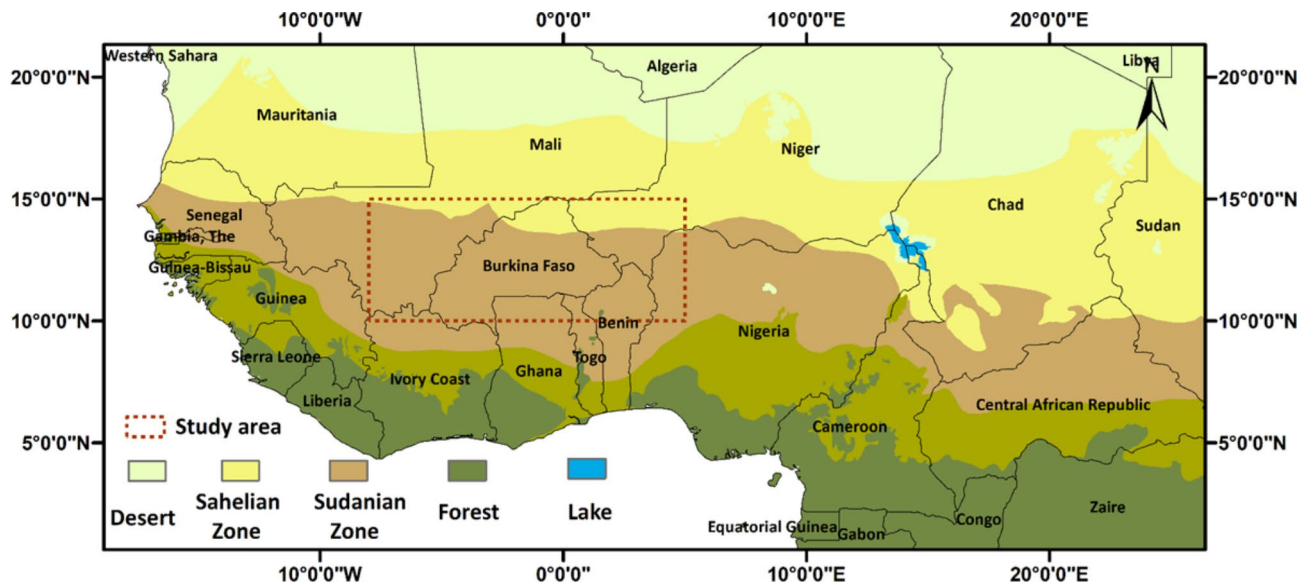 10°0'0"W 0°0'0" 10°0'0"E 20°0'0"E
Western Sahara
Algeria
Libya
N
20°0'0"N 20°0'0"N
Mauritania
Mali
Niger
15°0'0"N 15°0'0"N
Senegal
Chad
Sudan
Gambia, The
Guinea-Bissau
Burkina Faso
Guinea
10°0'0"N 10°0'0"N
Benin
Nigeria
Sierra Leone
Togo
Ivory Coast
Ghana
Liberia
Central African Republic
Study area
Cameroon
5°0'0"N 5°0'0"N
Desert
Sahelian
Zone
Sudanian
Zone
Forest
Lake
Equatorial Guinea
Gabon
Congo
Zaire
10°0'0"W 0°0'0" 10°0'0"E 20°0'0"E